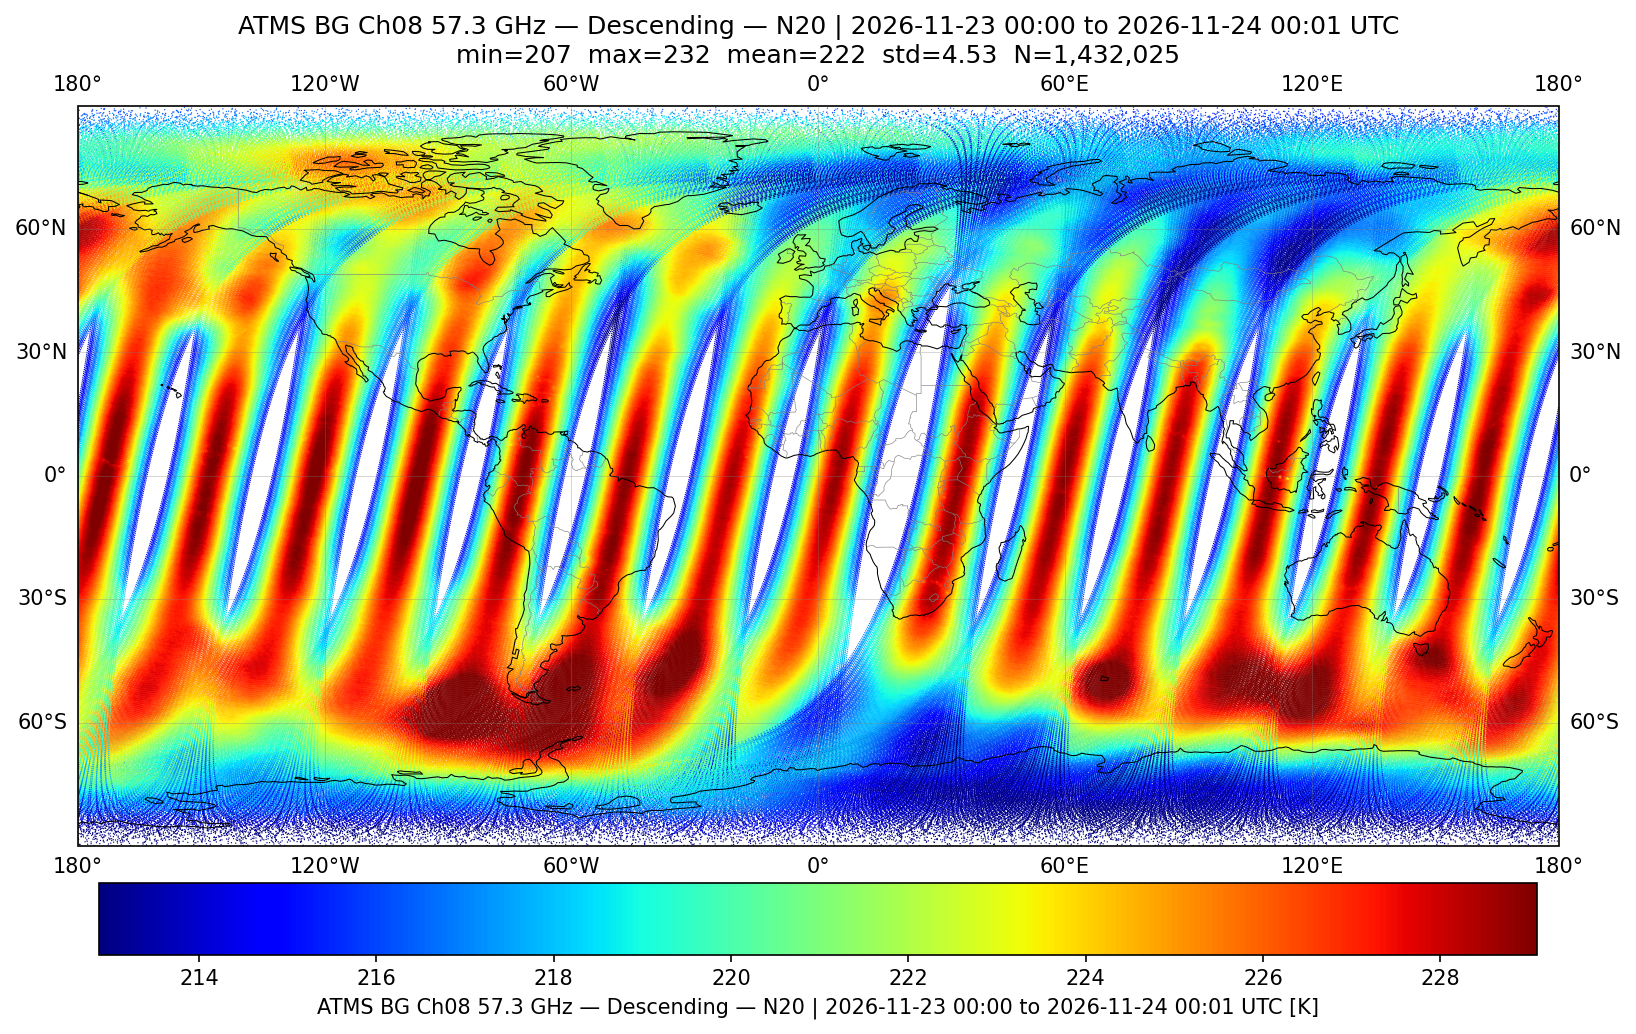 ATMS BG Ch08 57.3 GHz — Descending — N20 | 2026-11-23 00:00 to 2026-11-24 00:01 UTC
min=207  max=232  mean=222  std=4.53  N=1,432,025
180° 120°W 60°W 0° 60°E 120°E 180°
60°N 60°N
30°N 30°N
0° 0°
30°S 30°S
60°S 60°S
180° 120°W 60°W 0° 60°E 120°E 180°
214 216 218 220 222 224 226 228
ATMS BG Ch08 57.3 GHz — Descending — N20 | 2026-11-23 00:00 to 2026-11-24 00:01 UTC [K]